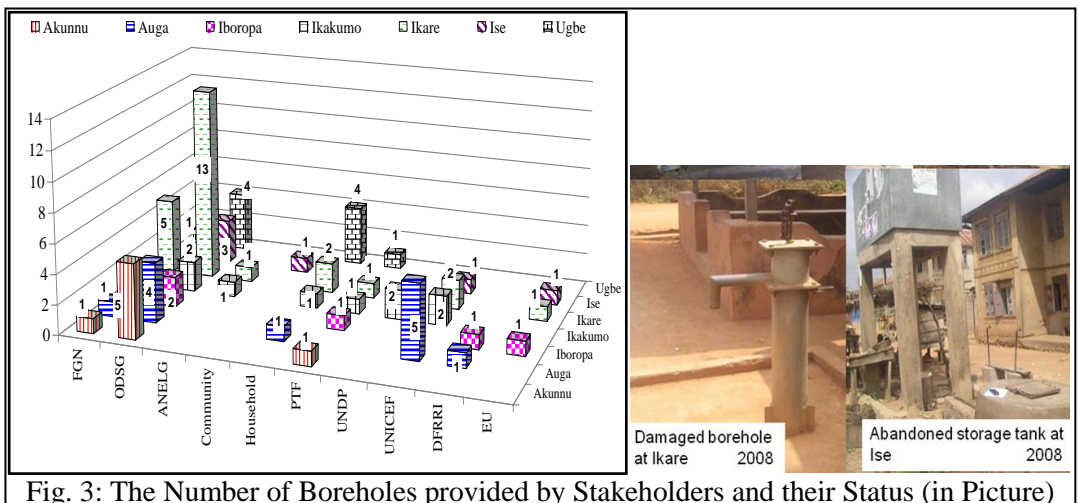 Akunnu Auga Iboropa Ikakumo Ikare Ise Ugbe
14
12
10
8
6
4
2
0
1
5
1
4
5
2
1
2
13
1
1
3
4
1
1
1
1
2
4
1
1
1
1
2
5
2
2
1
1
1
1
1
1
FGN
ODSG
ANELG
Community
Household
PTF
UNDP
UNICEF
DFRRI
EU
Ugbe
Ise
Ikare
Ikakumo
Iboropa
Auga
Akunnu
Damaged borehole
at Ikare 2008
Abandoned storage tank at
Ise 2008
Fig. 3: The Number of Boreholes provided by Stakeholders and their Status (in Picture)